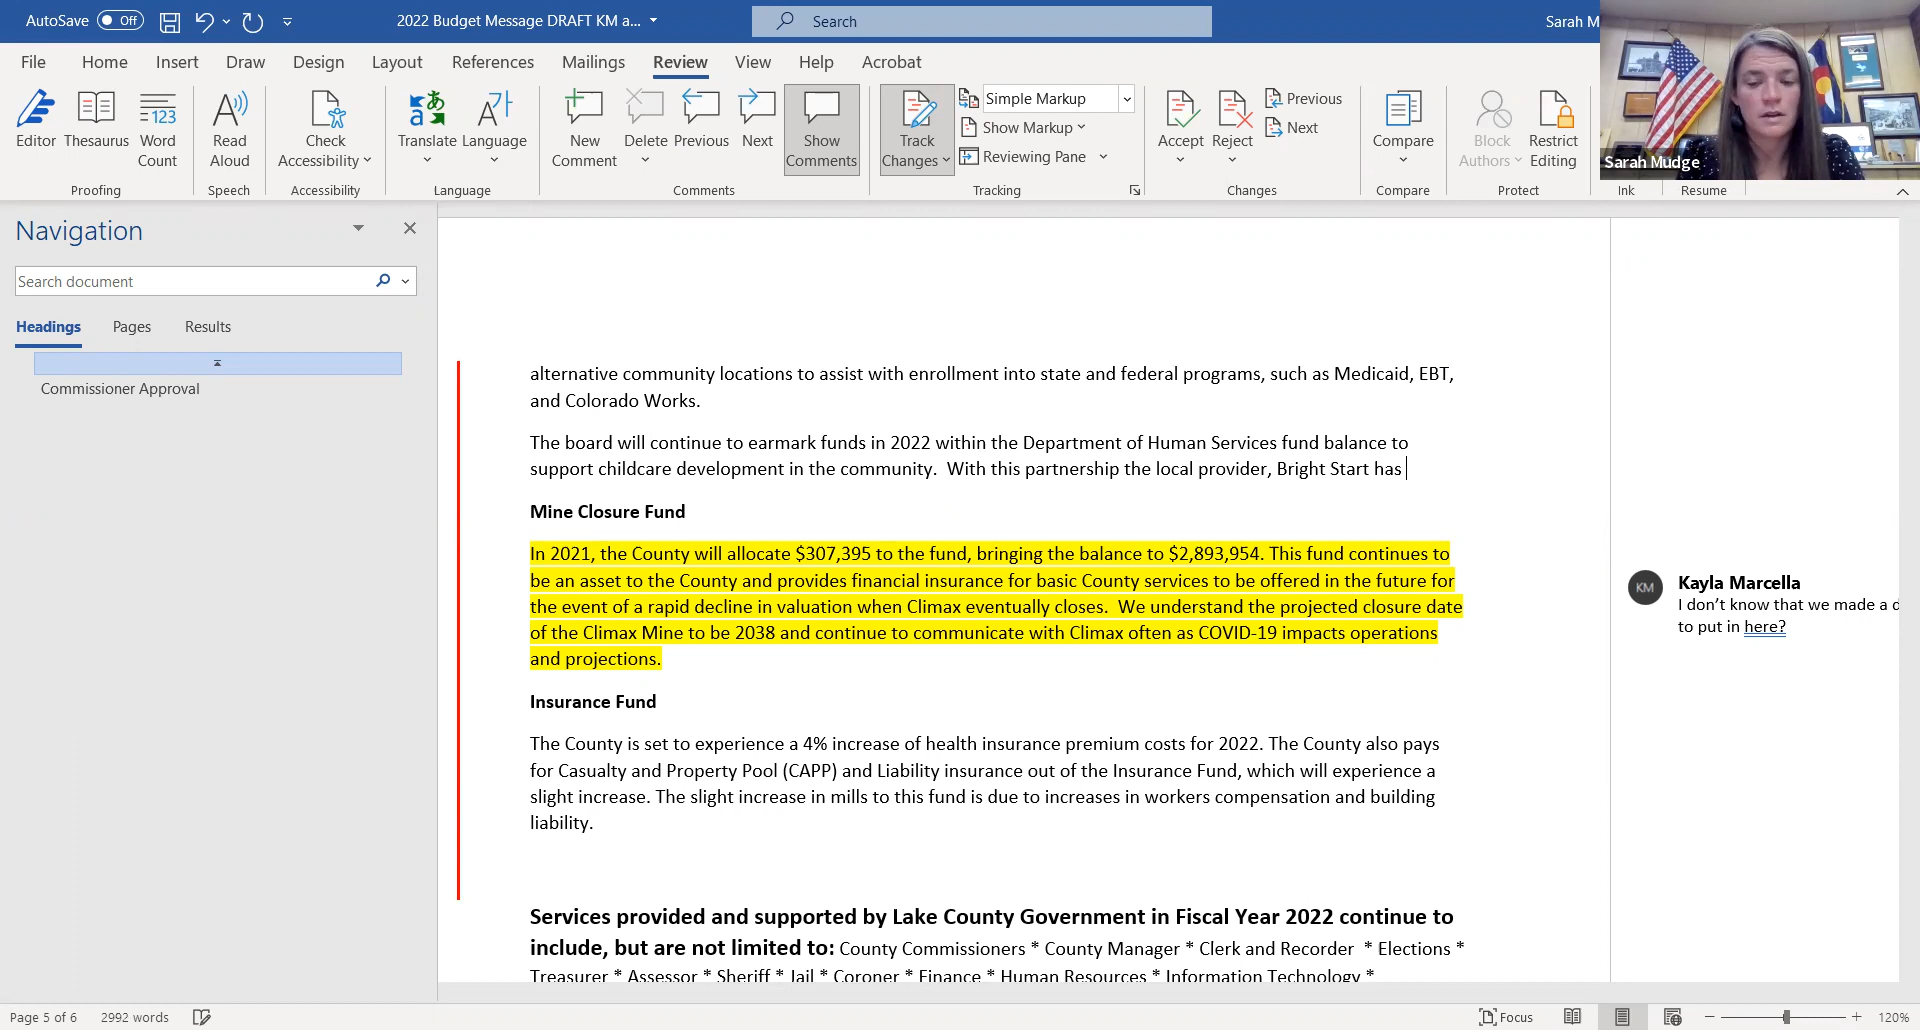 AutoSave Off 2022 Budget Message DRAFT KM a... Search Sarah M
File Home Insert Draw Design Layout References Mailings Review View Help Acrobat
Editor Thesaurus Word Count Read Aloud Check Accessibility Translate Language New Comment Delete Previous Next Show Comments Track Changes Simple Markup Show Markup Reviewing Pane Accept Reject Previous Next Compare Block Authors Restrict Editing
Sarah Mudge
Proofing Speech Accessibility Language Comments Tracking Changes Compare Protect Ink Resume
Navigation
Search document
Headings Pages Results
Commissioner Approval
alternative community locations to assist with enrollment into state and federal programs, such as Medicaid, EBT,
and Colorado Works.
The board will continue to earmark funds in 2022 within the Department of Human Services fund balance to
support childcare development in the community.  With this partnership the local provider, Bright Start has
Mine Closure Fund
In 2021, the County will allocate $307,395 to the fund, bringing the balance to $2,893,954. This fund continues to
be an asset to the County and provides financial insurance for basic County services to be offered in the future for
the event of a rapid decline in valuation when Climax eventually closes.  We understand the projected closure date
of the Climax Mine to be 2038 and continue to communicate with Climax often as COVID-19 impacts operations
and projections.
Insurance Fund
The County is set to experience a 4% increase of health insurance premium costs for 2022. The County also pays
for Casualty and Property Pool (CAPP) and Liability insurance out of the Insurance Fund, which will experience a
slight increase. The slight increase in mills to this fund is due to increases in workers compensation and building
liability.
Services provided and supported by Lake County Government in Fiscal Year 2022 continue to
include, but are not limited to: County Commissioners * County Manager * Clerk and Recorder  * Elections *
Treasurer * Assessor * Sheriff * Jail * Coroner * Finance * Human Resources * Information Technology *
KM Kayla Marcella
I don't know that we made a d
to put in here?
Page 5 of 6 2992 words Focus 120%